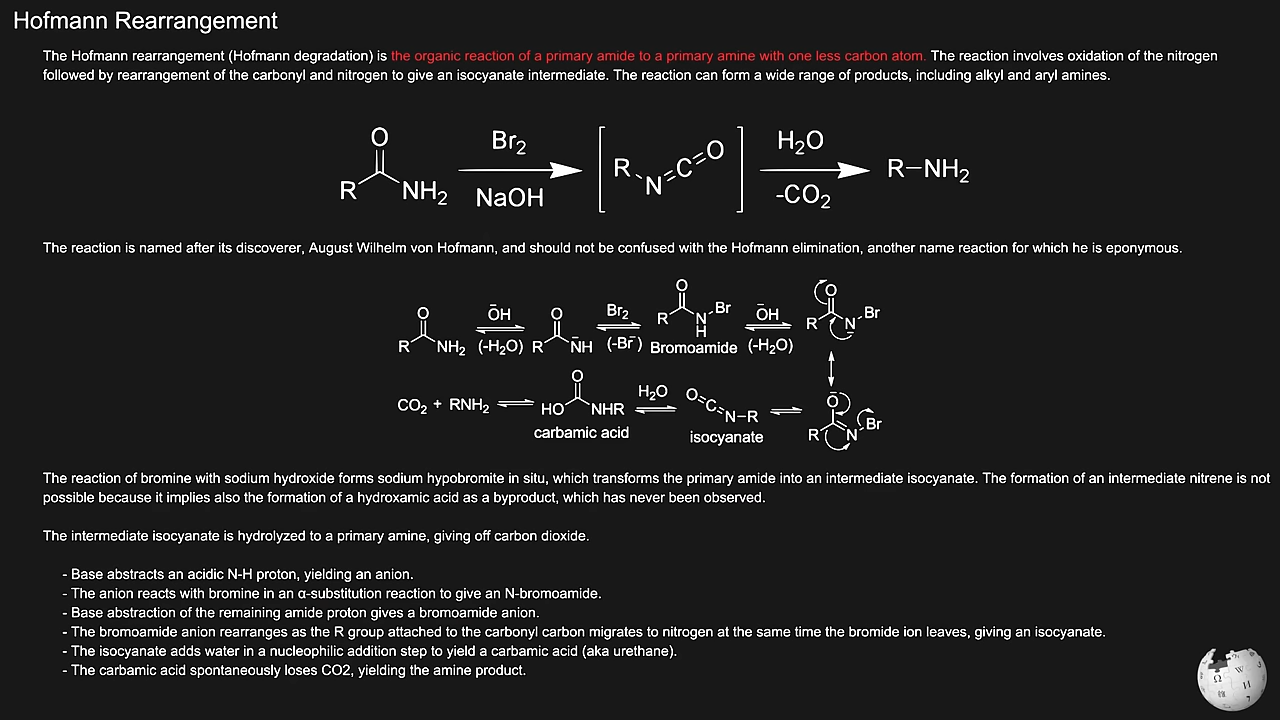 Hofmann Rearrangement
The Hofmann rearrangement (Hofmann degradation) is the organic reaction of a primary amide to a primary amine with one less carbon atom. The reaction involves oxidation of the nitrogen
followed by rearrangement of the carbonyl and nitrogen to give an isocyanate intermediate. The reaction can form a wide range of products, including alkyl and aryl amines.
O
R NH₂
Br₂
NaOH
R N C O
H₂O
-CO₂
R–NH₂
The reaction is named after its discoverer, August Wilhelm von Hofmann, and should not be confused with the Hofmann elimination, another name reaction for which he is eponymous.
O
R NH₂
ŌH
(-H₂O)
O
R N̄H
Br₂
(-Br̄)
O
R N Br
H
Bromoamide
ŌH
(-H₂O)
O
R N̄ Br
CO₂ + RNH₂
O
HO NHR
carbamic acid
H₂O
O C N–R
isocyanate
Ō
R N Br
The reaction of bromine with sodium hydroxide forms sodium hypobromite in situ, which transforms the primary amide into an intermediate isocyanate. The formation of an intermediate nitrene is not
possible because it implies also the formation of a hydroxamic acid as a byproduct, which has never been observed.
The intermediate isocyanate is hydrolyzed to a primary amine, giving off carbon dioxide.
- Base abstracts an acidic N-H proton, yielding an anion.
- The anion reacts with bromine in an α-substitution reaction to give an N-bromoamide.
- Base abstraction of the remaining amide proton gives a bromoamide anion.
- The bromoamide anion rearranges as the R group attached to the carbonyl carbon migrates to nitrogen at the same time the bromide ion leaves, giving an isocyanate.
- The isocyanate adds water in a nucleophilic addition step to yield a carbamic acid (aka urethane).
- The carbamic acid spontaneously loses CO2, yielding the amine product.